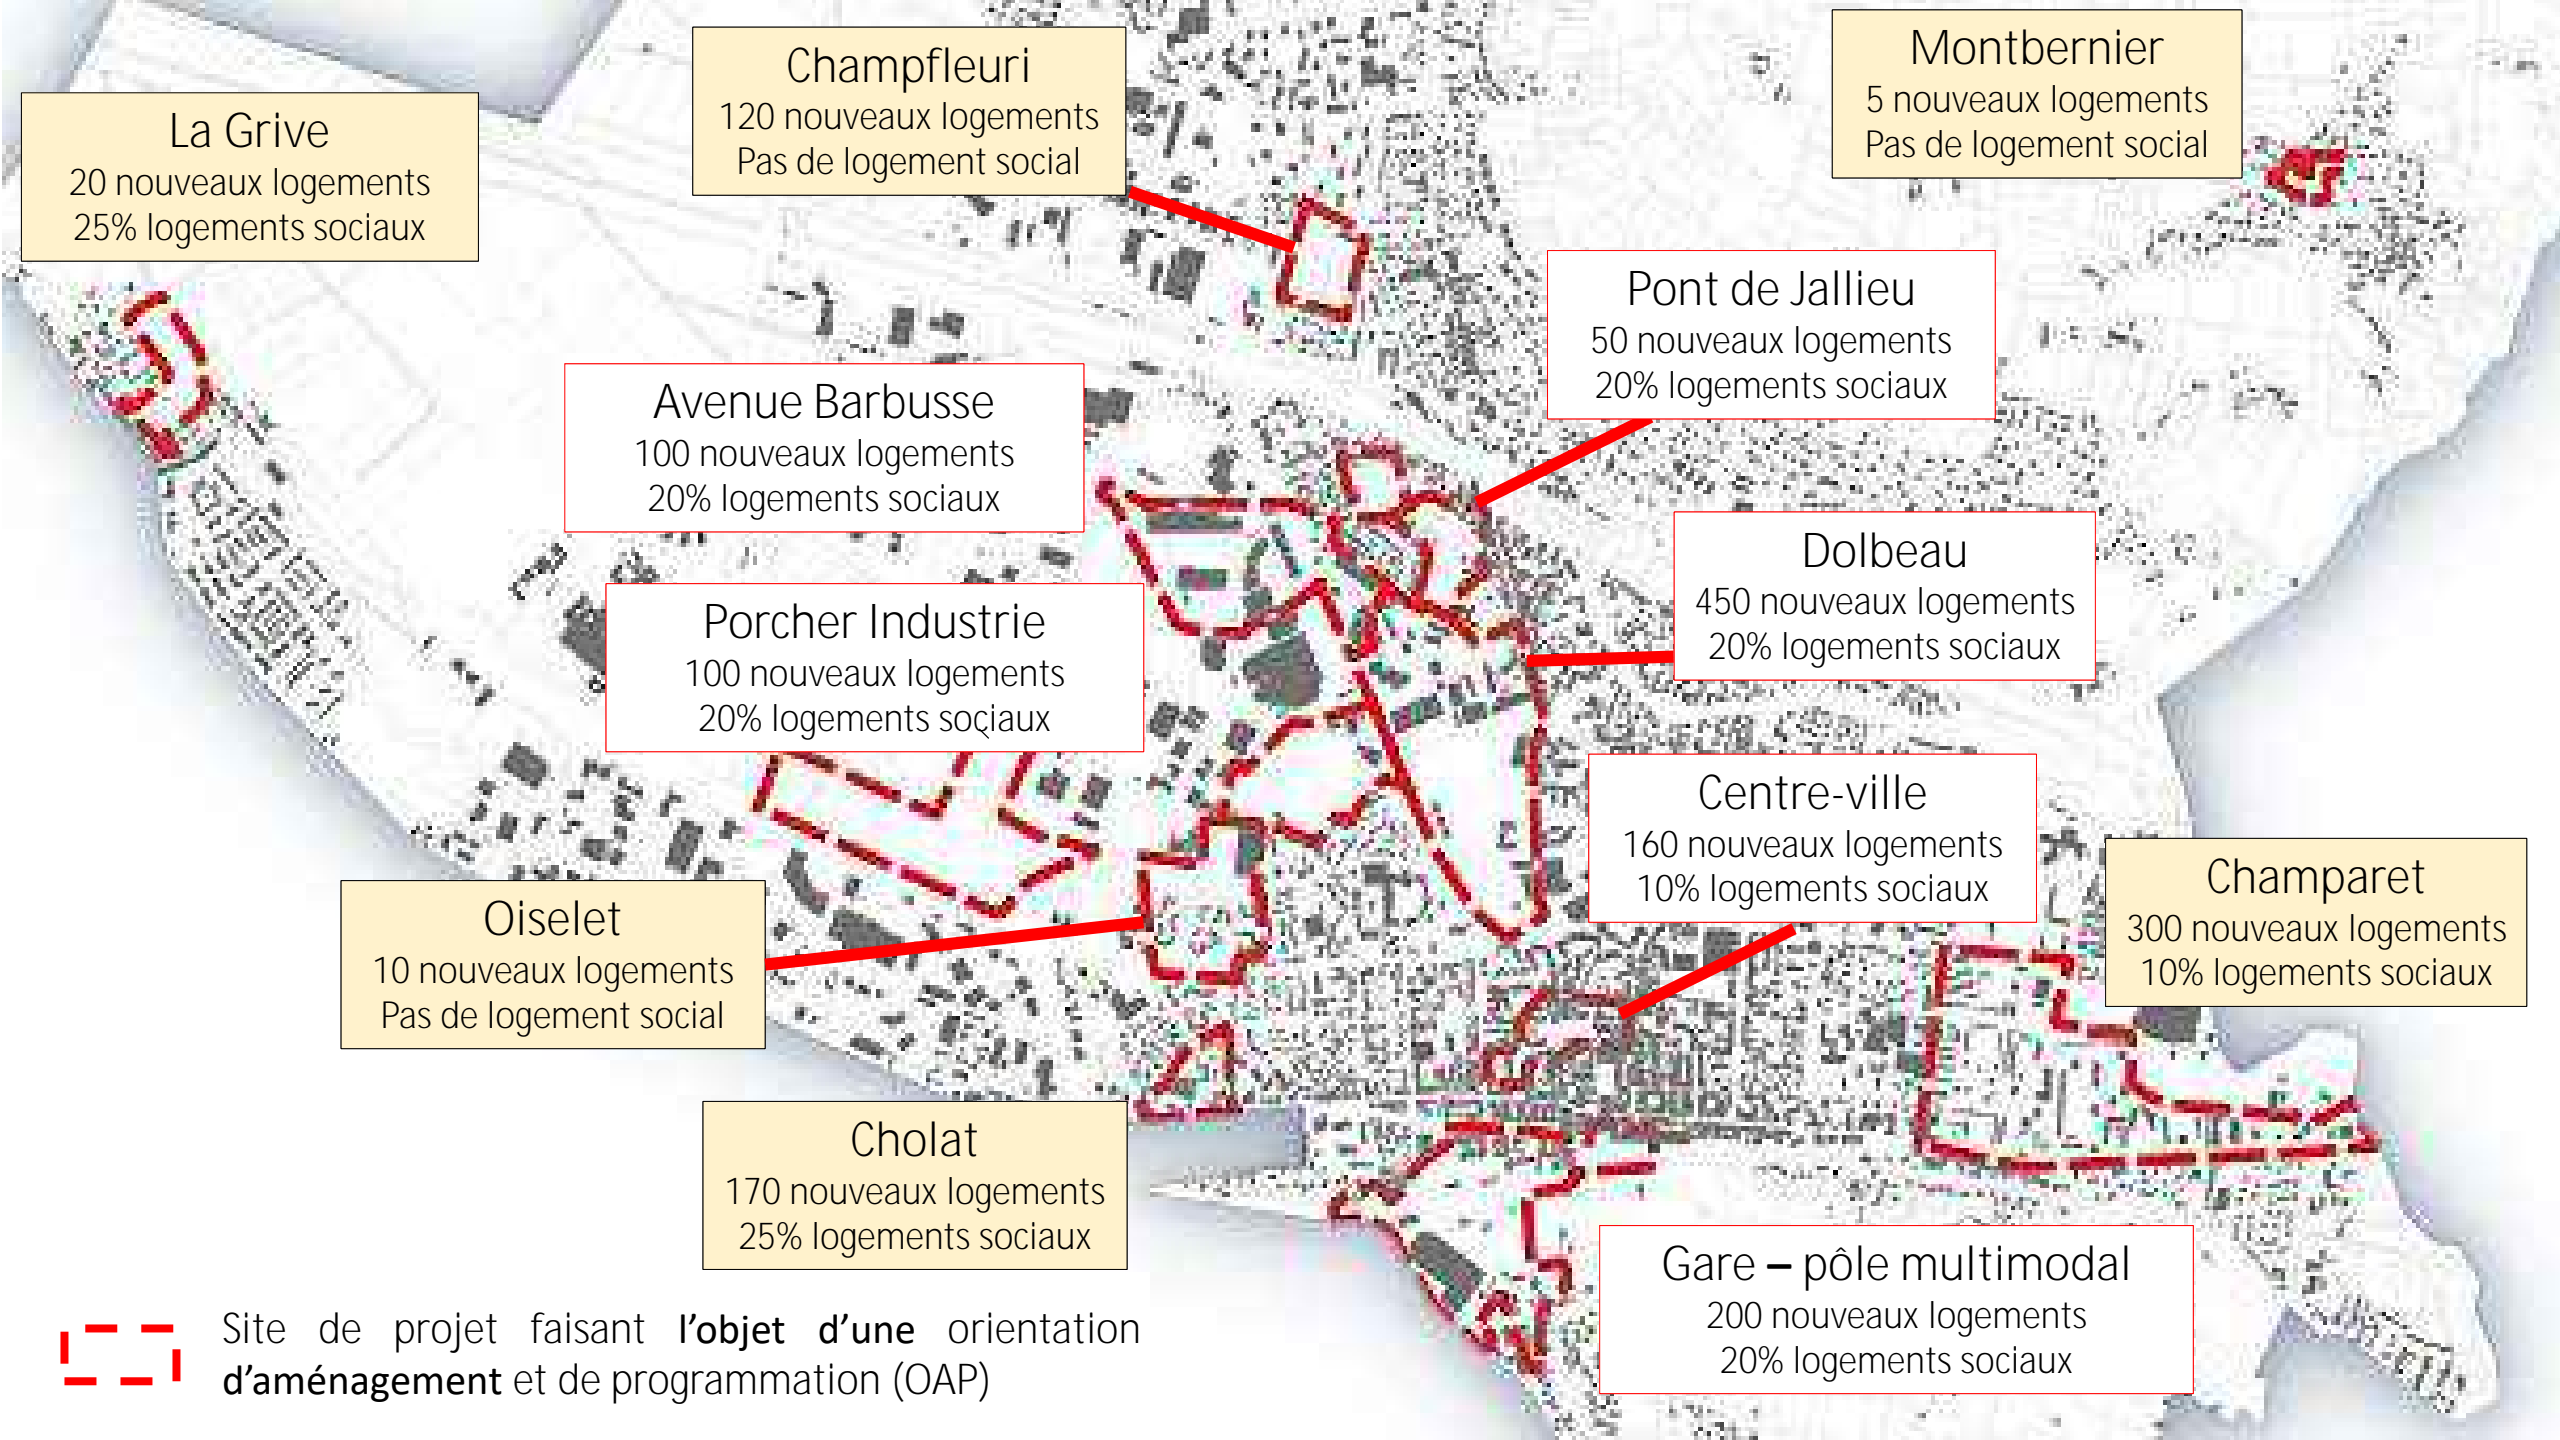 Champfleuri
120 nouveaux logements
Pas de logement social
Montbernier
5 nouveaux logements
Pas de logement social
La Grive
20 nouveaux logements
25% logements sociaux
Pont de Jallieu
50 nouveaux logements
20% logements sociaux
Avenue Barbusse
100 nouveaux logements
20% logements sociaux
Dolbeau
450 nouveaux logements
20% logements sociaux
Porcher Industrie
100 nouveaux logements
20% logements sociaux
Centre-ville
160 nouveaux logements
10% logements sociaux
Champaret
300 nouveaux logements
10% logements sociaux
Oiselet
10 nouveaux logements
Pas de logement social
Cholat
170 nouveaux logements
25% logements sociaux
Gare – pôle multimodal
200 nouveaux logements
20% logements sociaux
Site de projet faisant l’objet d’une orientation
d’aménagement et de programmation (OAP)